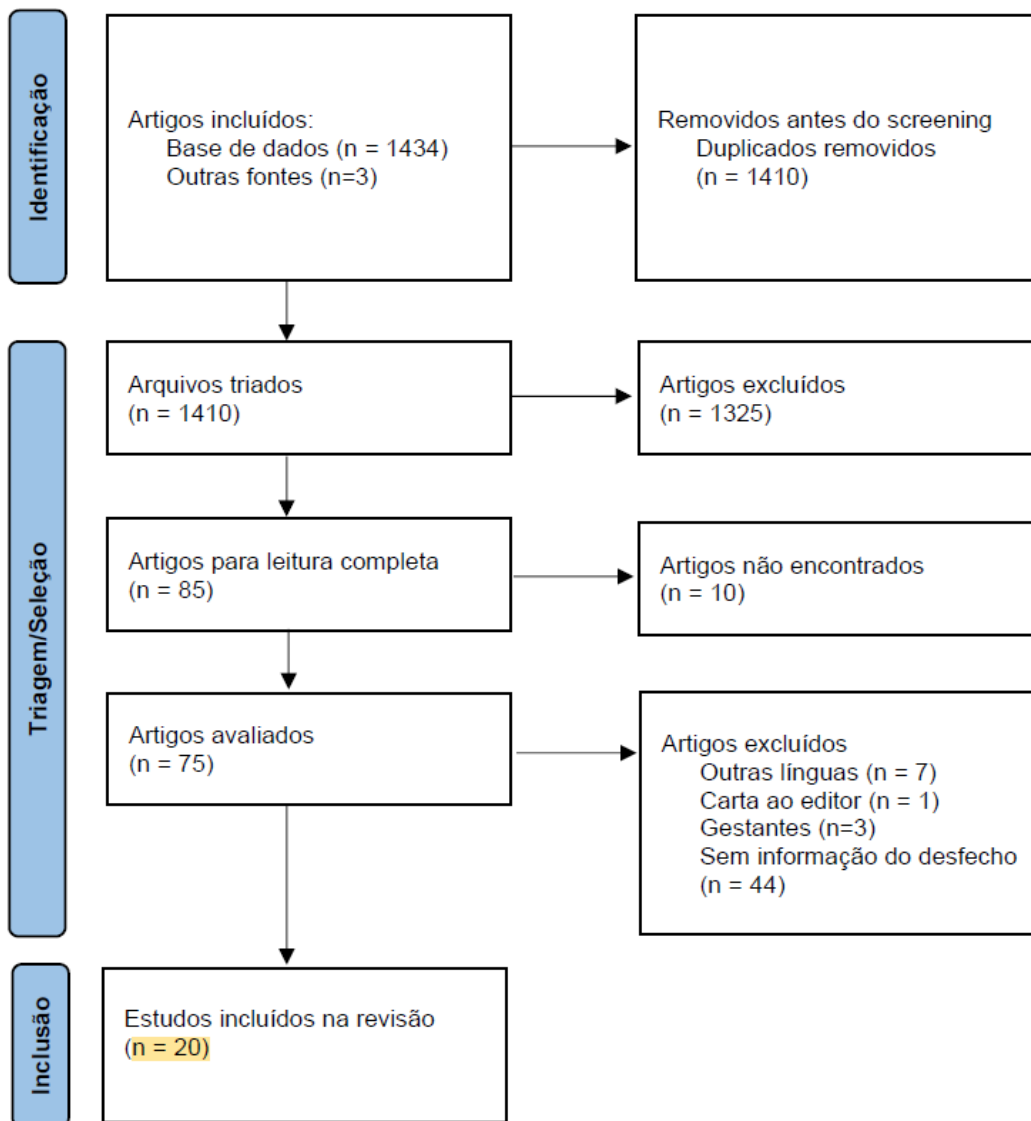 Identificação
Artigos incluídos:
Base de dados (n = 1434)
Outras fontes (n=3)
Removidos antes do screening
Duplicados removidos
(n = 1410)
Triagem/Seleção
Arquivos triados
(n = 1410)
Artigos excluídos
(n = 1325)
Artigos para leitura completa
(n = 85)
Artigos não encontrados
(n = 10)
Artigos avaliados
(n = 75)
Artigos excluídos
Outras línguas (n = 7)
Carta ao editor (n = 1)
Gestantes (n=3)
Sem informação do desfecho
(n = 44)
Inclusão
Estudos incluídos na revisão
(n = 20)